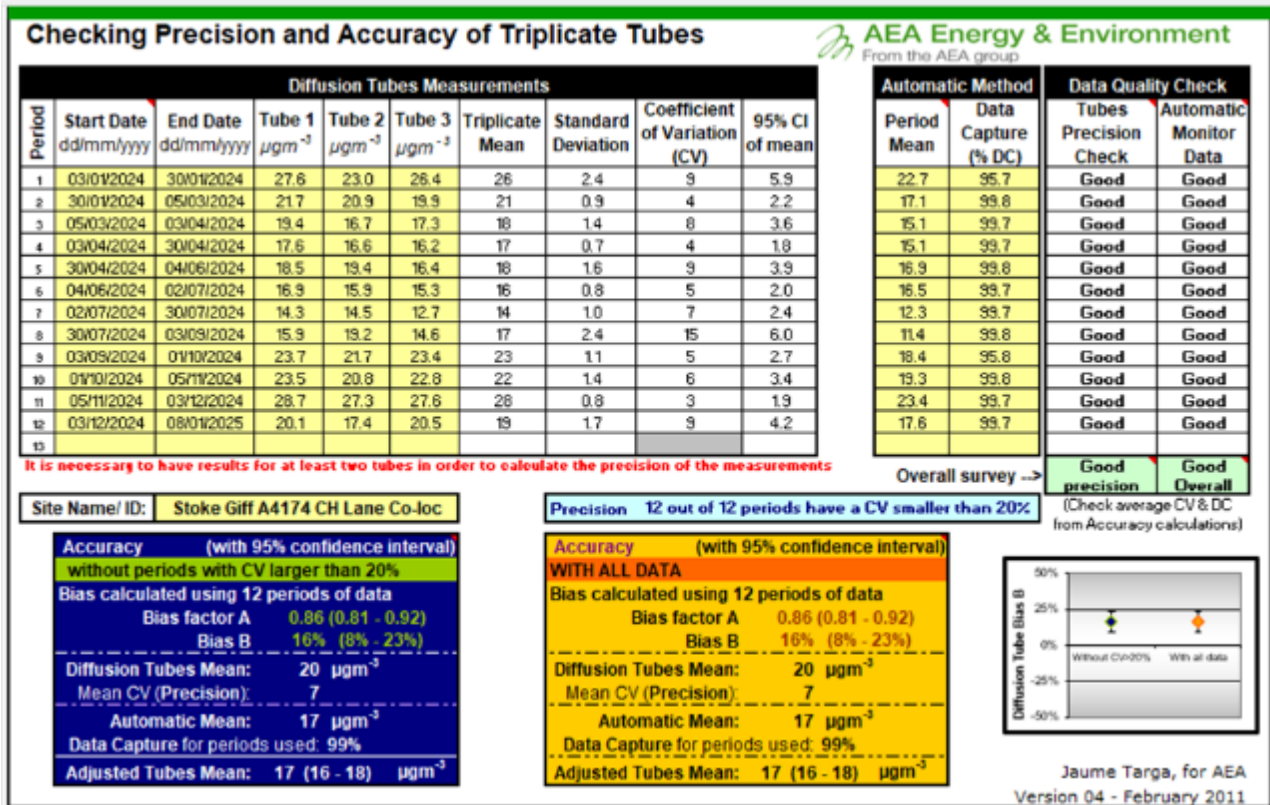 Checking Precision and Accuracy of Triplicate Tubes
AEA Energy & Environment
From the AEA group
Diffusion Tubes Measurements
Automatic Method
Data Quality Check
Period
Start Date dd/mm/yyyy
End Date dd/mm/yyyy
Tube 1 µgm⁻³
Tube 2 µgm⁻³
Tube 3 µgm⁻³
Triplicate Mean
Standard Deviation
Coefficient of Variation (CV)
95% CI of mean
Period Mean
Data Capture (% DC)
Tubes Precision Check
Automatic Monitor Data
1 03/01/2024 30/01/2024 27.6 23.0 26.4 26 2.4 9 5.9 22.7 95.7 Good Good
2 30/01/2024 05/03/2024 21.7 20.9 19.9 21 0.9 4 2.2 17.1 99.8 Good Good
3 05/03/2024 03/04/2024 19.4 16.7 17.3 18 1.4 8 3.6 15.1 99.7 Good Good
4 03/04/2024 30/04/2024 17.6 16.6 16.2 17 0.7 4 1.8 15.1 99.7 Good Good
5 30/04/2024 04/06/2024 18.5 19.4 16.4 18 1.6 9 3.9 16.9 99.8 Good Good
6 04/06/2024 02/07/2024 16.9 15.9 15.3 16 0.8 5 2.0 16.5 99.7 Good Good
7 02/07/2024 30/07/2024 14.3 14.5 12.7 14 1.0 7 2.4 12.3 99.7 Good Good
8 30/07/2024 03/09/2024 15.9 19.2 14.6 17 2.4 15 6.0 11.4 99.8 Good Good
9 03/09/2024 01/10/2024 23.7 21.7 23.4 23 1.1 5 2.7 18.4 95.8 Good Good
10 01/10/2024 05/11/2024 23.5 20.8 22.8 22 1.4 6 3.4 19.3 99.8 Good Good
11 05/11/2024 03/12/2024 28.7 27.3 27.6 28 0.8 3 1.9 23.4 99.7 Good Good
12 03/12/2024 08/01/2025 20.1 17.4 20.5 19 1.7 9 4.2 17.6 99.7 Good Good
13
It is necessary to have results for at least two tubes in order to calculate the precision of the measurements
Overall survey -->
Good precision
Good Overall
Site Name/ ID: Stoke Giff A4174 CH Lane Co-loc
Precision 12 out of 12 periods have a CV smaller than 20%
(Check average CV & DC
from Accuracy calculations)
Accuracy (with 95% confidence interval)
without periods with CV larger than 20%
Bias calculated using 12 periods of data
Bias factor A 0.86 (0.81 - 0.92)
Bias B 16% (8% - 23%)
Diffusion Tubes Mean: 20 µgm⁻³
Mean CV (Precision): 7
Automatic Mean: 17 µgm⁻³
Data Capture for periods used: 99%
Adjusted Tubes Mean: 17 (16 - 18) µgm⁻³
Accuracy (with 95% confidence interval)
WITH ALL DATA
Bias calculated using 12 periods of data
Bias factor A 0.86 (0.81 - 0.92)
Bias B 16% (8% - 23%)
Diffusion Tubes Mean: 20 µgm⁻³
Mean CV (Precision): 7
Automatic Mean: 17 µgm⁻³
Data Capture for periods used: 99%
Adjusted Tubes Mean: 17 (16 - 18) µgm⁻³
Diffusion Tube Bias B
50%
25%
0%
-25%
-50%
Without CV>20%
With all data
Jaume Targa, for AEA
Version 04 - February 2011